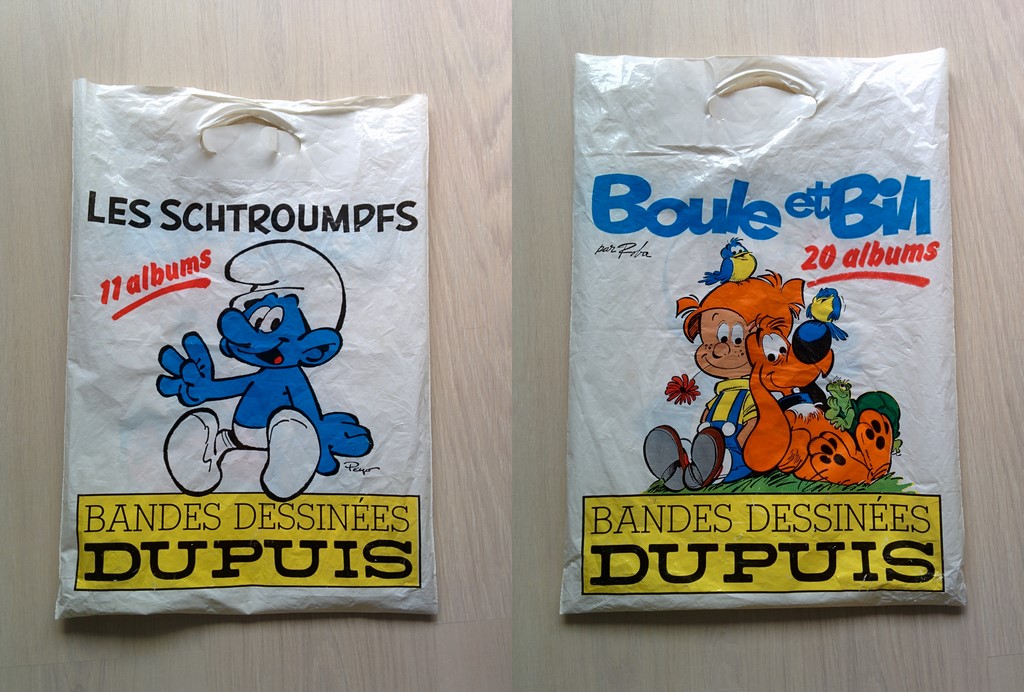 LES SCHTROUMPFS
11 albums
Peyo
BANDES DESSINÉES
DUPUIS
Boule et Bill
par Roba
20 albums
BANDES DESSINÉES
DUPUIS